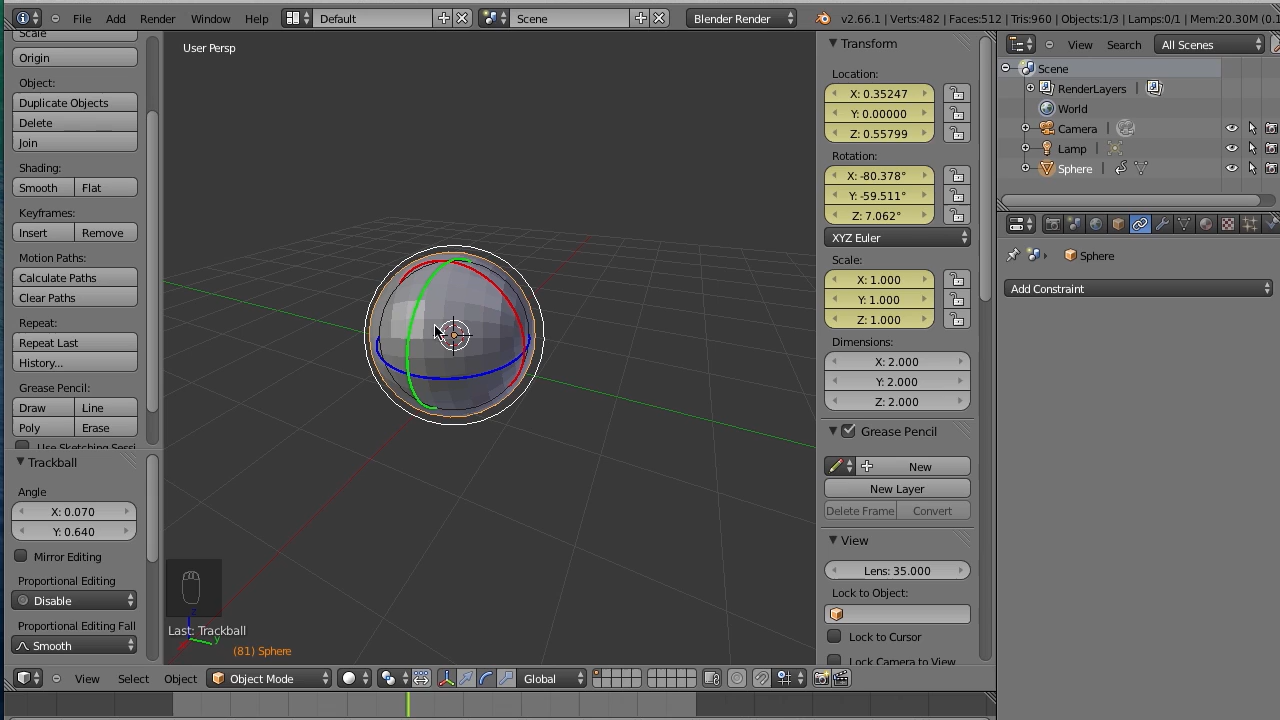 File Add Render Window Help Default Scene Blender Render v2.66.1 | Verts:482 | Faces:512 | Tris:960 | Objects:1/3 | Lamps:0/1 | Mem:20.30M (0.1
Scale
Origin
Object:
Duplicate Objects
Delete
Join
Shading:
Smooth Flat
Keyframes:
Insert Remove
Motion Paths:
Calculate Paths
Clear Paths
Repeat:
Repeat Last
History...
Grease Pencil:
Draw Line
Poly Erase
Use Sketching Sessi
Trackball
Angle
X: 0.070
Y: 0.640
Mirror Editing
Proportional Editing
Disable
Proportional Editing Fall
Smooth
User Persp
Last: Trackball
z
y
(81) Sphere
View Select Object Object Mode Global
Transform
Location:
X: 0.35247
Y: 0.00000
Z: 0.55799
Rotation:
X: -80.378°
Y: -59.511°
Z: 7.062°
XYZ Euler
Scale:
X: 1.000
Y: 1.000
Z: 1.000
Dimensions:
X: 2.000
Y: 2.000
Z: 2.000
Grease Pencil
New
New Layer
Delete Frame Convert
View
Lens: 35.000
Lock to Object:
Lock to Cursor
Lock Camera to View
View Search All Scenes
Scene
RenderLayers |
World
Camera |
Lamp |
Sphere |
Sphere
Add Constraint